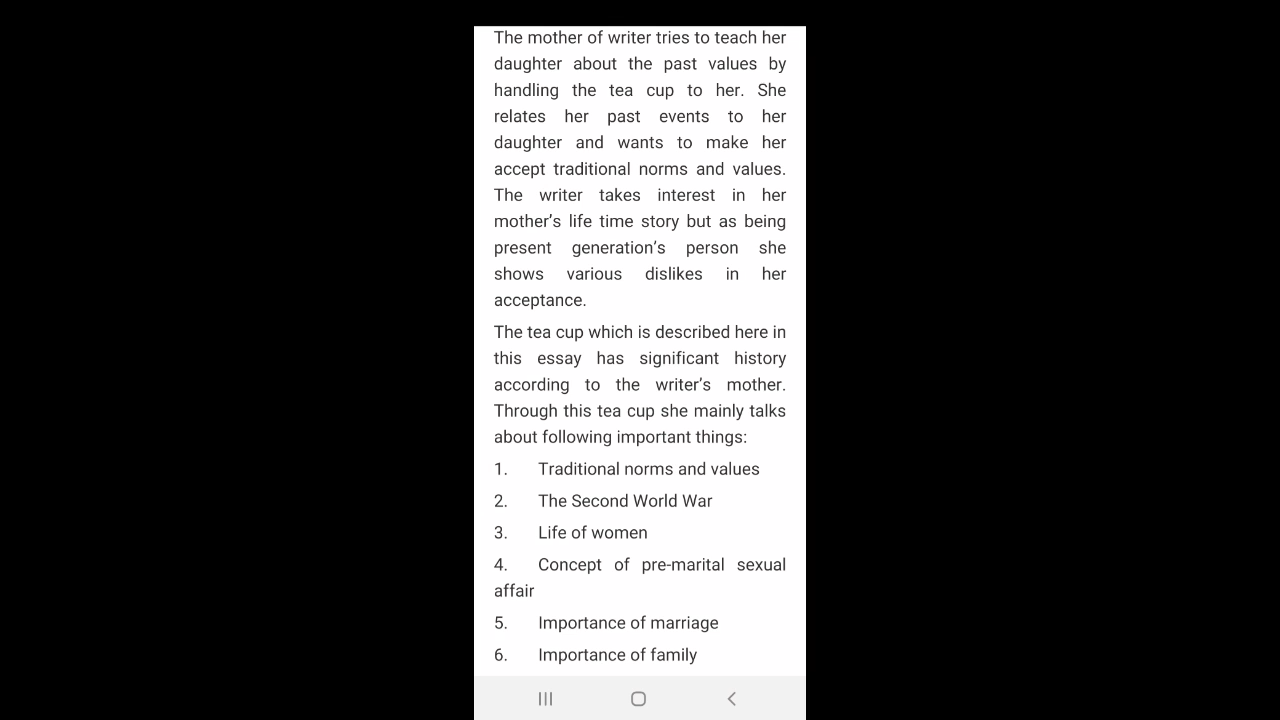 The mother of writer tries to teach her
daughter about the past values by
handling the tea cup to her. She
relates her past events to her
daughter and wants to make her
accept traditional norms and values.
The writer takes interest in her
mother's life time story but as being
present generation's person she
shows various dislikes in her
acceptance.
The tea cup which is described here in
this essay has significant history
according to the writer's mother.
Through this tea cup she mainly talks
about following important things:
1. Traditional norms and values
2. The Second World War
3. Life of women
4. Concept of pre-marital sexual
affair
5. Importance of marriage
6. Importance of family